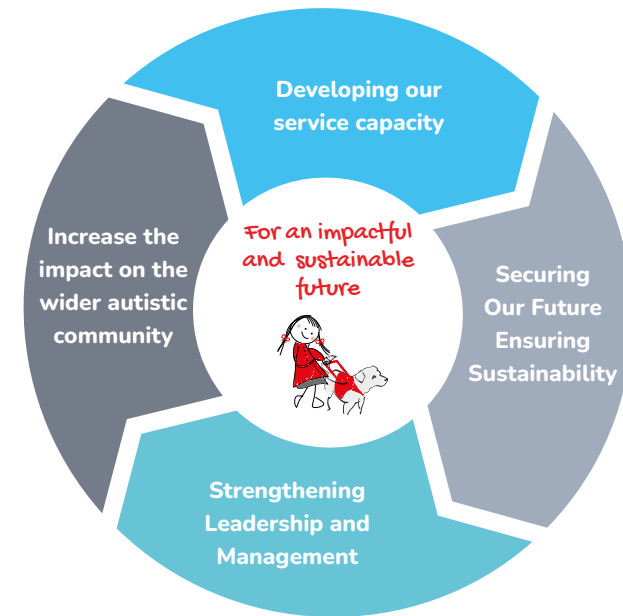 Developing our
service capacity
Securing
Our Future
Ensuring
Sustainability
Strengthening
Leadership and
Management
Increase the
impact on the
wider autistic
community
For an impactful
and sustainable
future